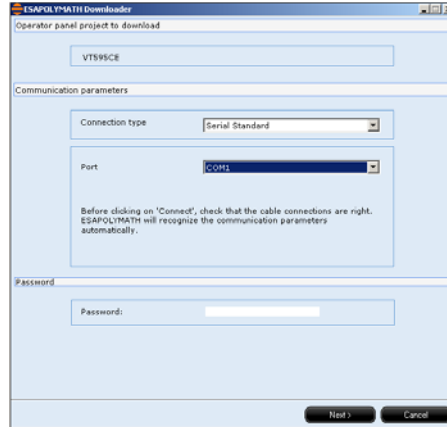 ESAPOLYMATH Downloader
Operator panel project to download
VT595CE
Communication parameters
Connection type
Serial Standard
Port
COM1
Before clicking on 'Connect', check that the cable connections are right.
ESAPOLYMATH will recognize the communication parameters
automatically.
Password
Password:
Next >
Cancel